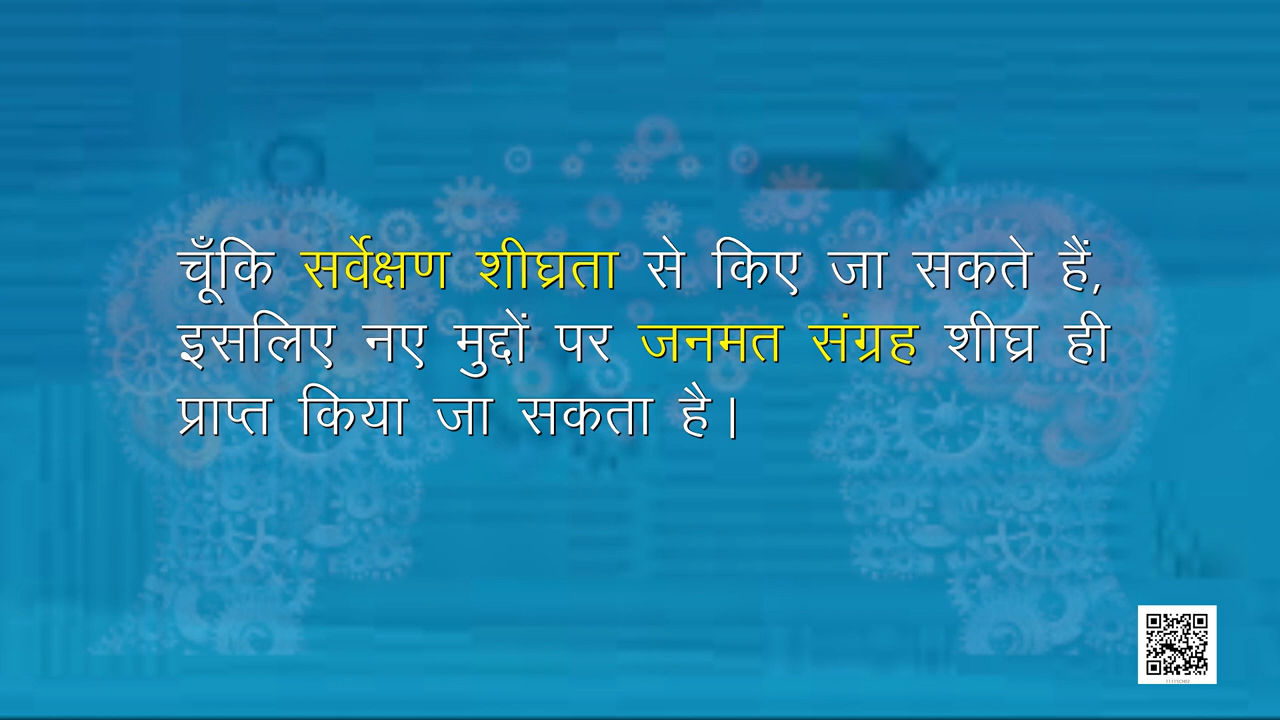 चूँकि सर्वेक्षण शीघ्रता से किए जा सकते हैं,
इसलिए नए मुद्दों पर जनमत संग्रह शीघ्र ही
प्राप्त किया जा सकता है।